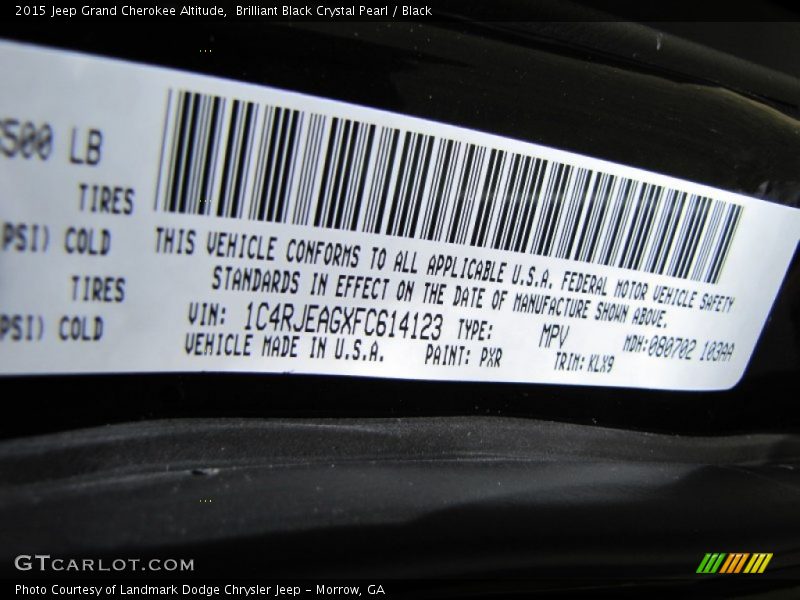 2015 Jeep Grand Cherokee Altitude, Brilliant Black Crystal Pearl / Black
500 LB
TIRES
PSI) COLD
TIRES
PSI) COLD
THIS VEHICLE CONFORMS TO ALL APPLICABLE U.S.A. FEDERAL MOTOR VEHICLE SAFETY
STANDARDS IN EFFECT ON THE DATE OF MANUFACTURE SHOWN ABOVE.
VIN: 1C4RJEAGXFC614123 TYPE: MPV MDH:080702 103AA
VEHICLE MADE IN U.S.A. PAINT: PXR TRIM: KLX9
GTCARLOT.COM
Photo Courtesy of Landmark Dodge Chrysler Jeep - Morrow, GA